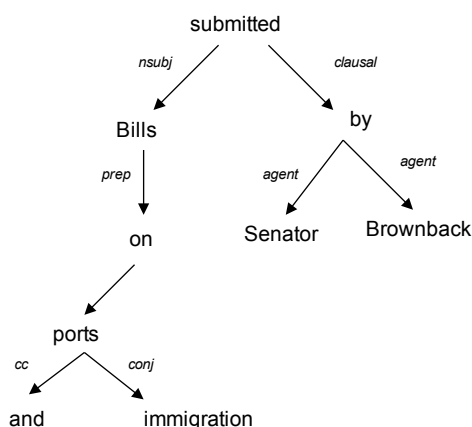 submitted
nsubj
clausal
Bills
by
prep
agent
agent
on
Senator
Brownback
ports
cc
conj
and
immigration